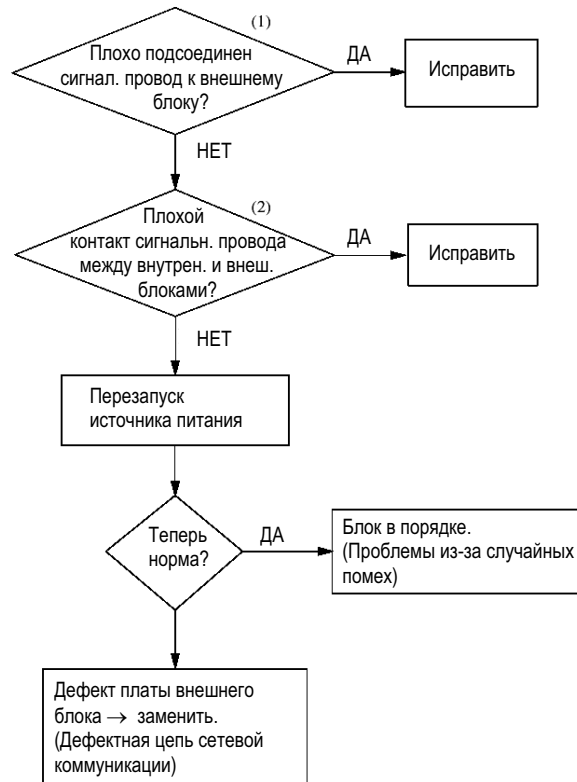 (1)
Плохо подсоединен
сигнал. провод к внешнему
блоку?
ДА
Исправить
НЕТ
(2)
Плохой
контакт сигнальн. провода
между внутрен. и внеш.
блоками?
ДА
Исправить
НЕТ
Перезапуск
источника питания
Теперь
норма?
ДА
Блок в порядке.
(Проблемы из-за случайных
помех)
Дефект платы внешнего
блока → заменить.
(Дефектная цепь сетевой
коммуникации)